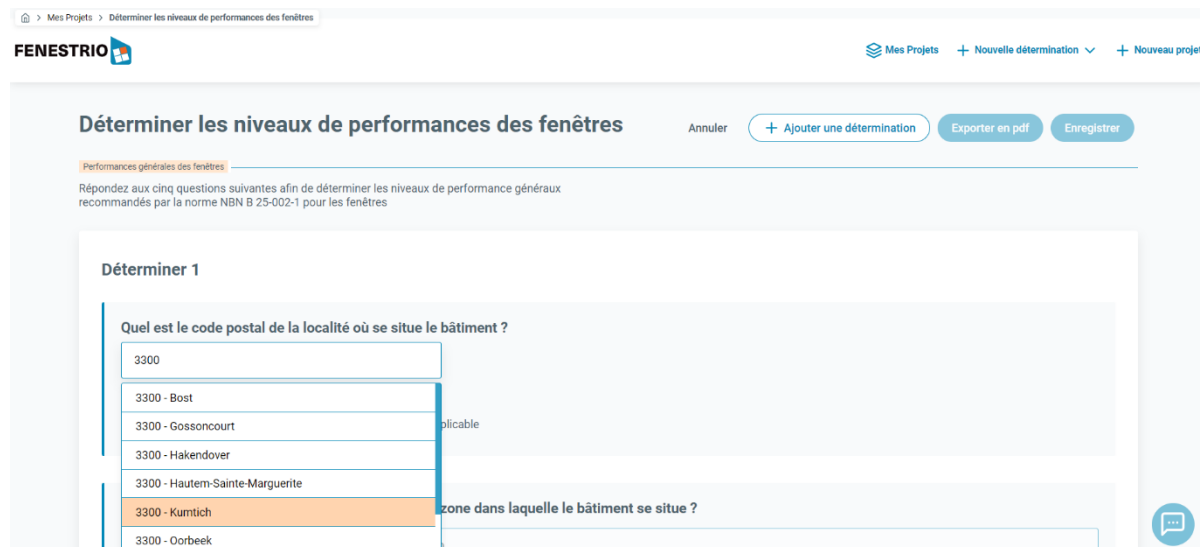 > Mes Projets > Déterminer les niveaux de performances des fenêtres
FENESTRIO
Mes Projets + Nouvelle détermination + Nouveau projet
Déterminer les niveaux de performances des fenêtres
Annuler
+ Ajouter une détermination
Exporter en pdf
Enregistrer
Performances générales des fenêtres
Répondez aux cinq questions suivantes afin de déterminer les niveaux de performance généraux
recommandés par la norme NBN B 25-002-1 pour les fenêtres
Déterminer 1
Quel est le code postal de la localité où se situe le bâtiment ?
3300
3300 - Bost
3300 - Gossoncourt
plicable
3300 - Hakendover
3300 - Hautem-Sainte-Marguerite
3300 - Kumtich
zone dans laquelle le bâtiment se situe ?
3300 - Oorbeek